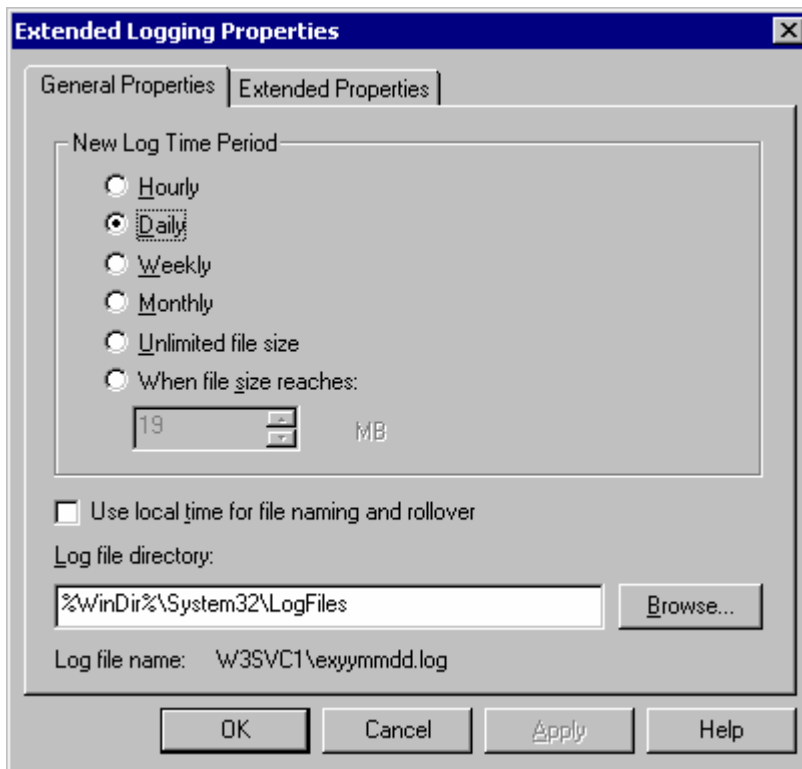 Extended Logging Properties
General Properties
Extended Properties
New Log Time Period
Hourly
Daily
Weekly
Monthly
Unlimited file size
When file size reaches:
19 MB
Use local time for file naming and rollover
Log file directory:
%WinDir%\System32\LogFiles Browse...
Log file name: W3SVC1\exyymmdd.log
OK Cancel Apply Help